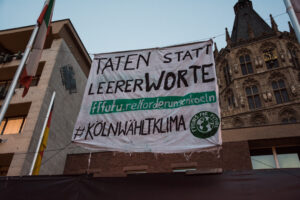 TATEN STATT
LEERER WORTE
#KÖLNWÄHLTKLIMA